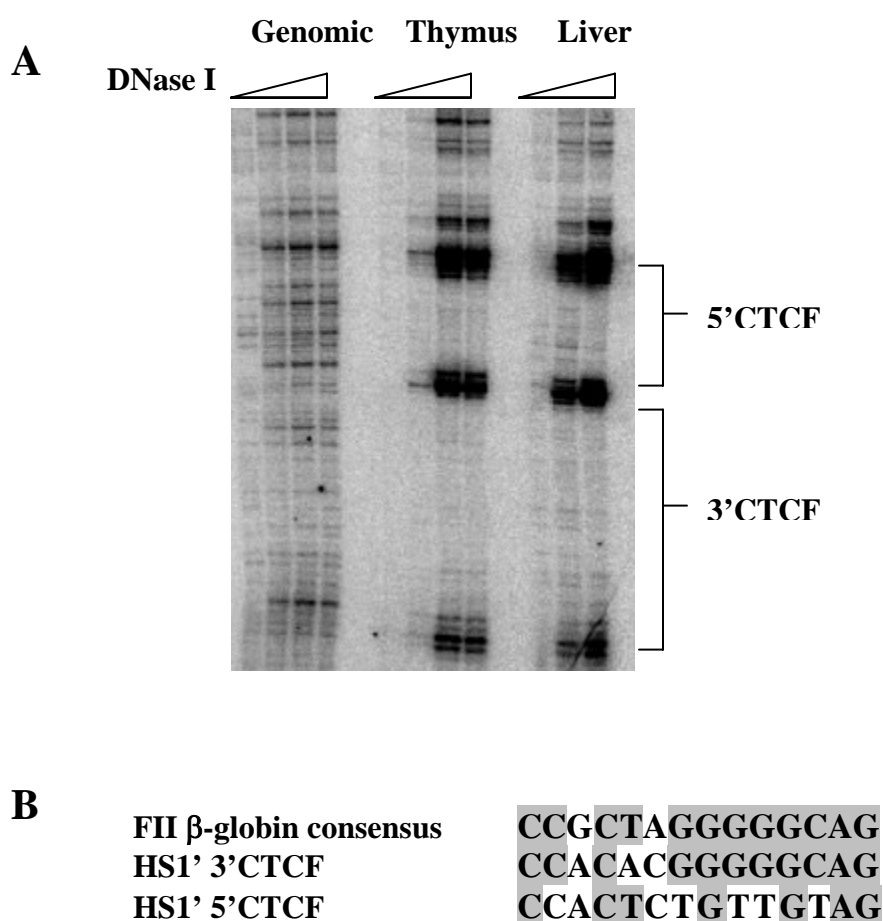 Genomic Thymus Liver
A
DNase I
5’CTCF
3’CTCF
B
FII β-globin consensus CCGCTAGGGGGCAG
HS1’ 3’CTCF CCACACGGGGGCAG
HS1’ 5’CTCF CCACTCTGTTGTAG